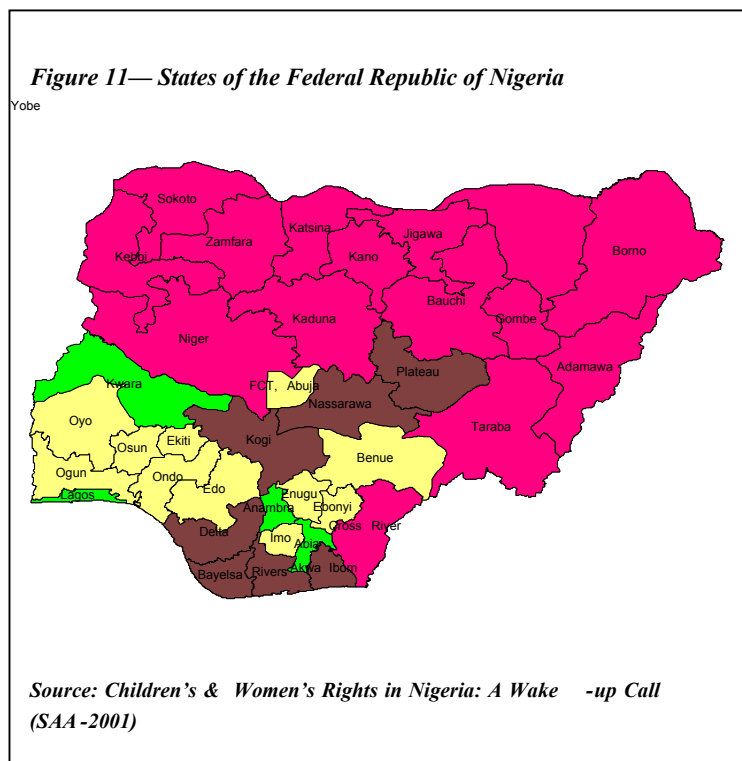 Figure 11— States of the Federal Republic of Nigeria
Yobe
Sokoto
Katsina
Zamfara
Jigawa
Kebbi
Kano
Borno
Bauchi
Gombe
Kaduna
Niger
Adamawa
Plateau
Kwara
FCT, Abuja
Nassarawa
Oyo
Taraba
Kogi
Osun
Ekiti
Benue
Ogun
Ondo
Edo
Enugu
Lagos
Anambra
Ebonyi
Cross River
Delta
Imo
Abia
Bayelsa
Rivers
Akwa Ibom
Source: Children's & Women's Rights in Nigeria: A Wake -up Call
(SAA -2001)